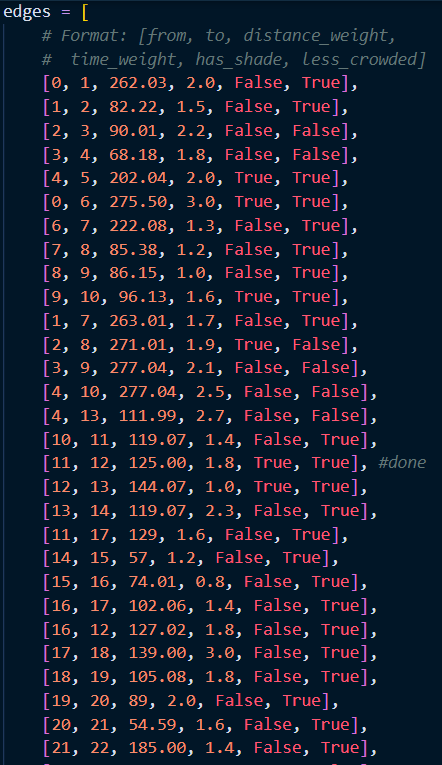 edges = [
    # Format: [from, to, distance_weight,
    #  time_weight, has_shade, less_crowded]
    [0, 1, 262.03, 2.0, False, True],
    [1, 2, 82.22, 1.5, False, True],
    [2, 3, 90.01, 2.2, False, False],
    [3, 4, 68.18, 1.8, False, False],
    [4, 5, 202.04, 2.0, True, True],
    [0, 6, 275.50, 3.0, True, True],
    [6, 7, 222.08, 1.3, False, True],
    [7, 8, 85.38, 1.2, False, True],
    [8, 9, 86.15, 1.0, False, True],
    [9, 10, 96.13, 1.6, True, True],
    [1, 7, 263.01, 1.7, False, True],
    [2, 8, 271.01, 1.9, True, False],
    [3, 9, 277.04, 2.1, False, False],
    [4, 10, 277.04, 2.5, False, False],
    [4, 13, 111.99, 2.7, False, False],
    [10, 11, 119.07, 1.4, False, True],
    [11, 12, 125.00, 1.8, True, True], #done
    [12, 13, 144.07, 1.0, True, True],
    [13, 14, 119.07, 2.3, False, True],
    [11, 17, 129, 1.6, False, True],
    [14, 15, 57, 1.2, False, True],
    [15, 16, 74.01, 0.8, False, True],
    [16, 17, 102.06, 1.4, False, True],
    [16, 12, 127.02, 1.8, False, True],
    [17, 18, 139.00, 3.0, False, True],
    [18, 19, 105.08, 1.8, False, True],
    [19, 20, 89, 2.0, False, True],
    [20, 21, 54.59, 1.6, False, True],
    [21, 22, 185.00, 1.4, False, True],